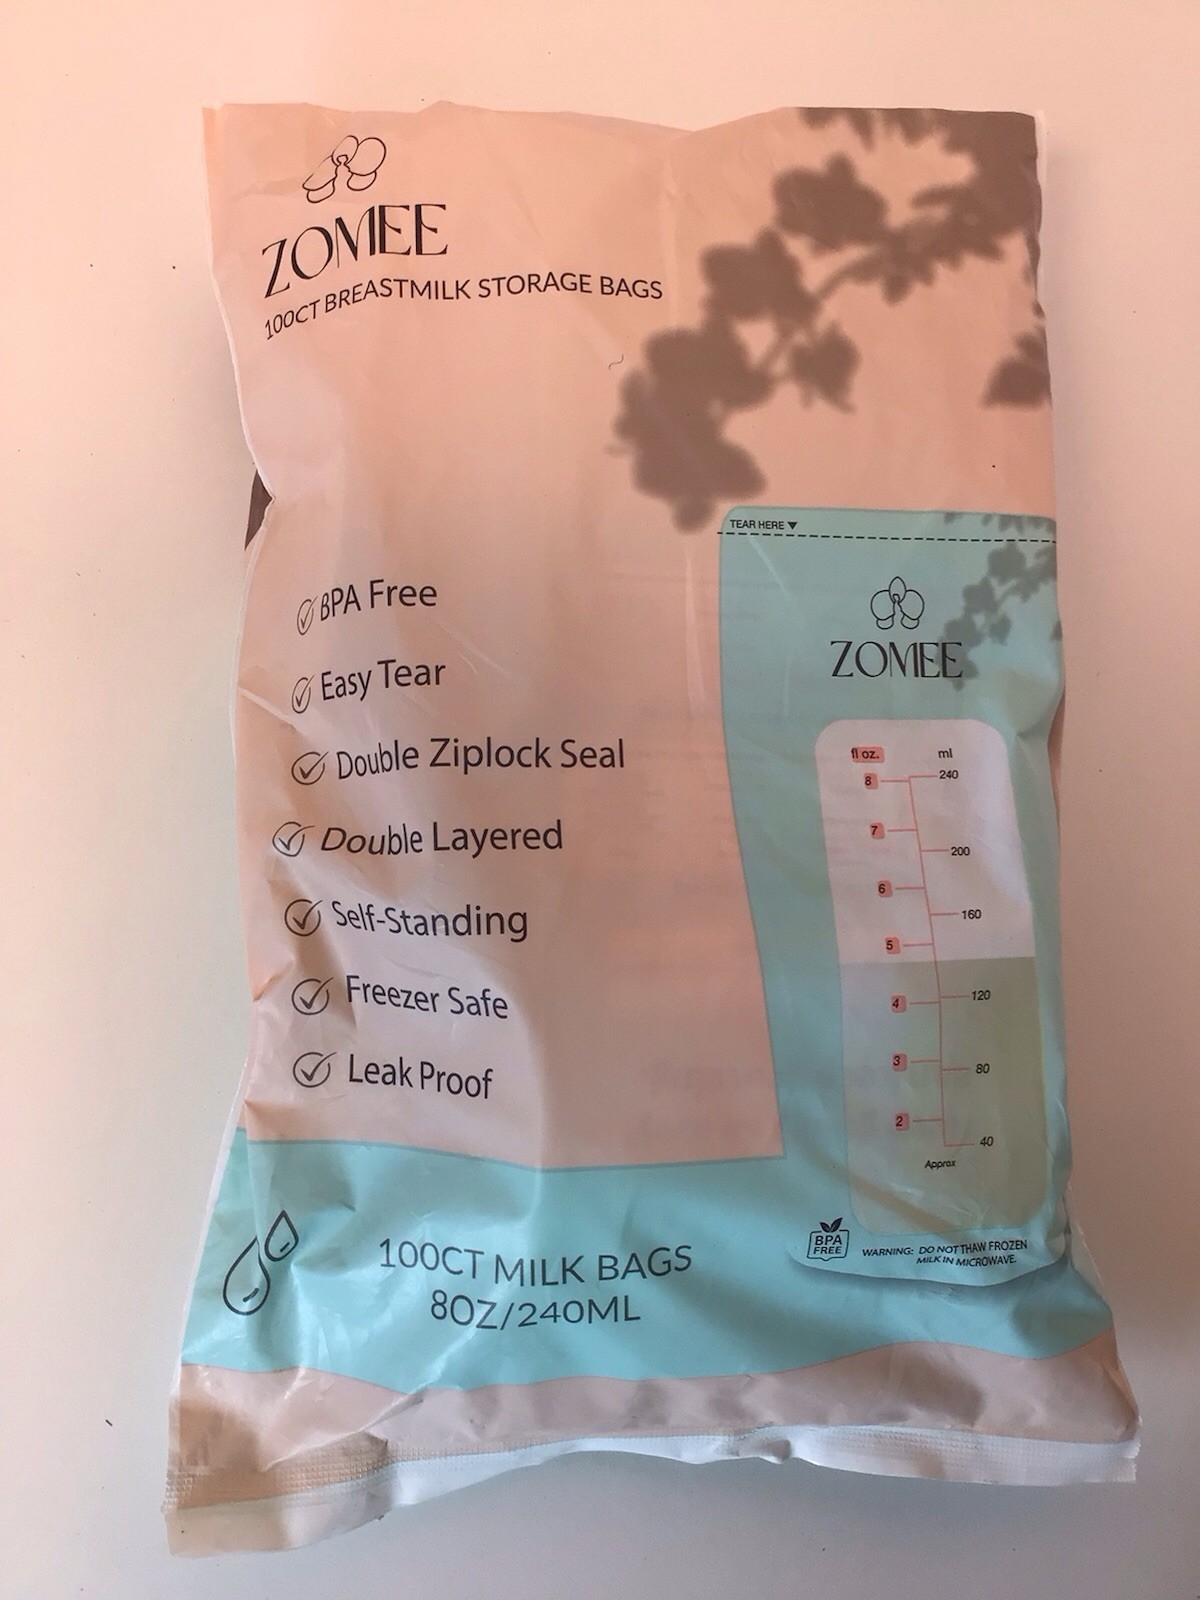 ZOMEE
100CT BREASTMILK STORAGE BAGS
BPA Free
Easy Tear
Double Ziplock Seal
Double Layered
Self-Standing
Freezer Safe
Leak Proof
100CT MILK BAGS
8OZ/240ML
TEAR HERE ▼
ZOMEE
fl oz. ml
8 240
7
200
6
160
5
4 120
3 80
2
40
Approx
BPA
FREE
WARNING: DO NOT THAW FROZEN
MILK IN MICROWAVE.